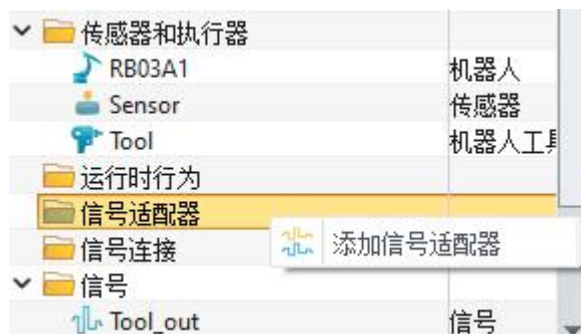 传感器和执行器
RB03A1 机器人
Sensor 传感器
Tool 机器人工具
运行时行为
信号适配器
添加信号适配器
信号连接
信号
Tool_out 信号